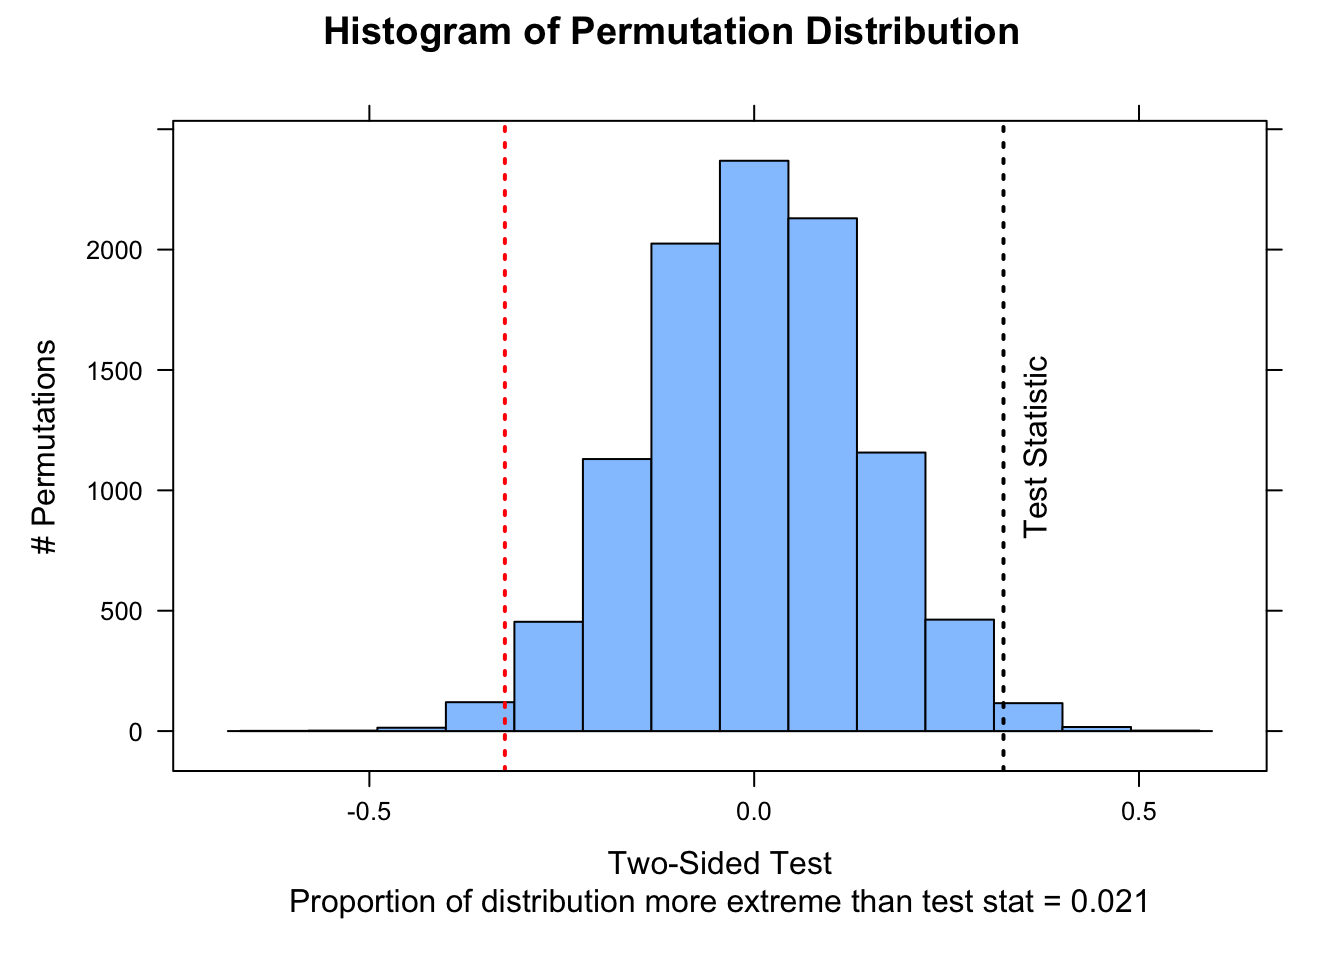 Histogram of Permutation Distribution
# Permutations
2000
1500
1000
500
0
Test Statistic
-0.5
0.0
0.5
Two-Sided Test
Proportion of distribution more extreme than test stat = 0.021